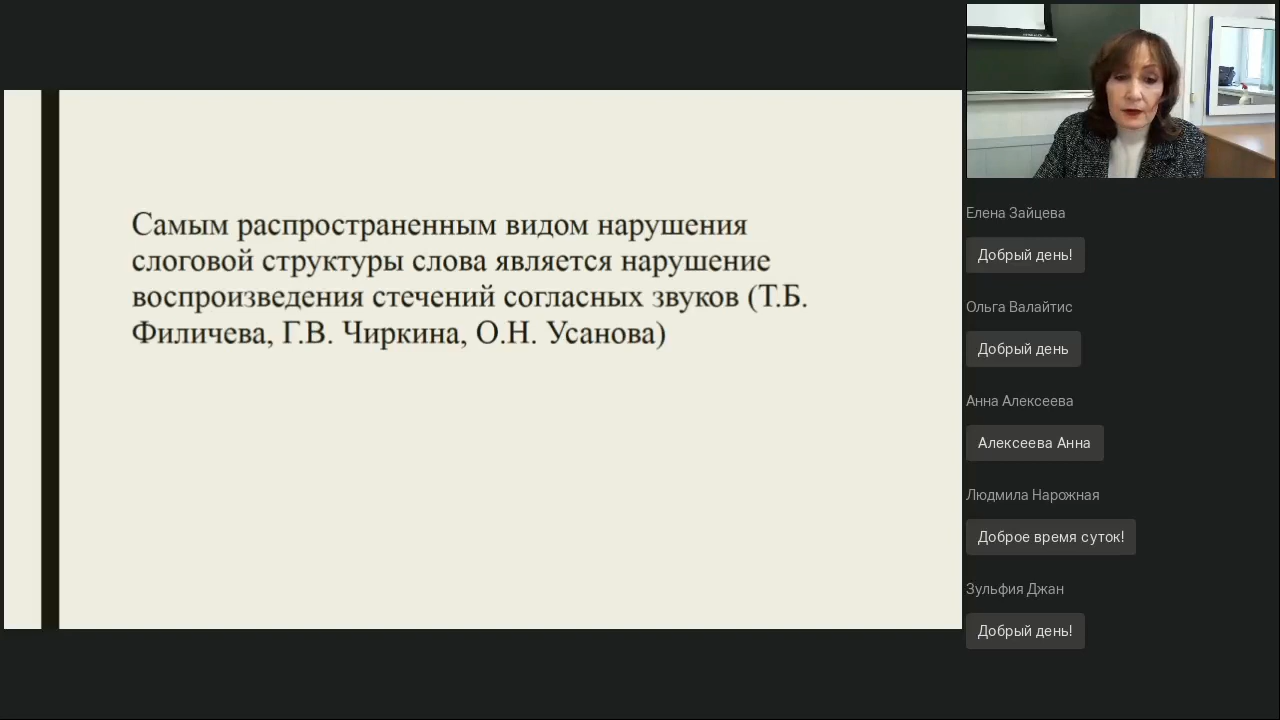 Самым распространенным видом нарушения
слоговой структуры слова является нарушение
воспроизведения стечений согласных звуков (Т.Б.
Филичева, Г.В. Чиркина, О.Н. Усанова)
Елена Зайцева
Добрый день!
Ольга Валайтис
Добрый день
Анна Алексеева
Алексеева Анна
Людмила Нарожная
Доброе время суток!
Зульфия Джан
Добрый день!